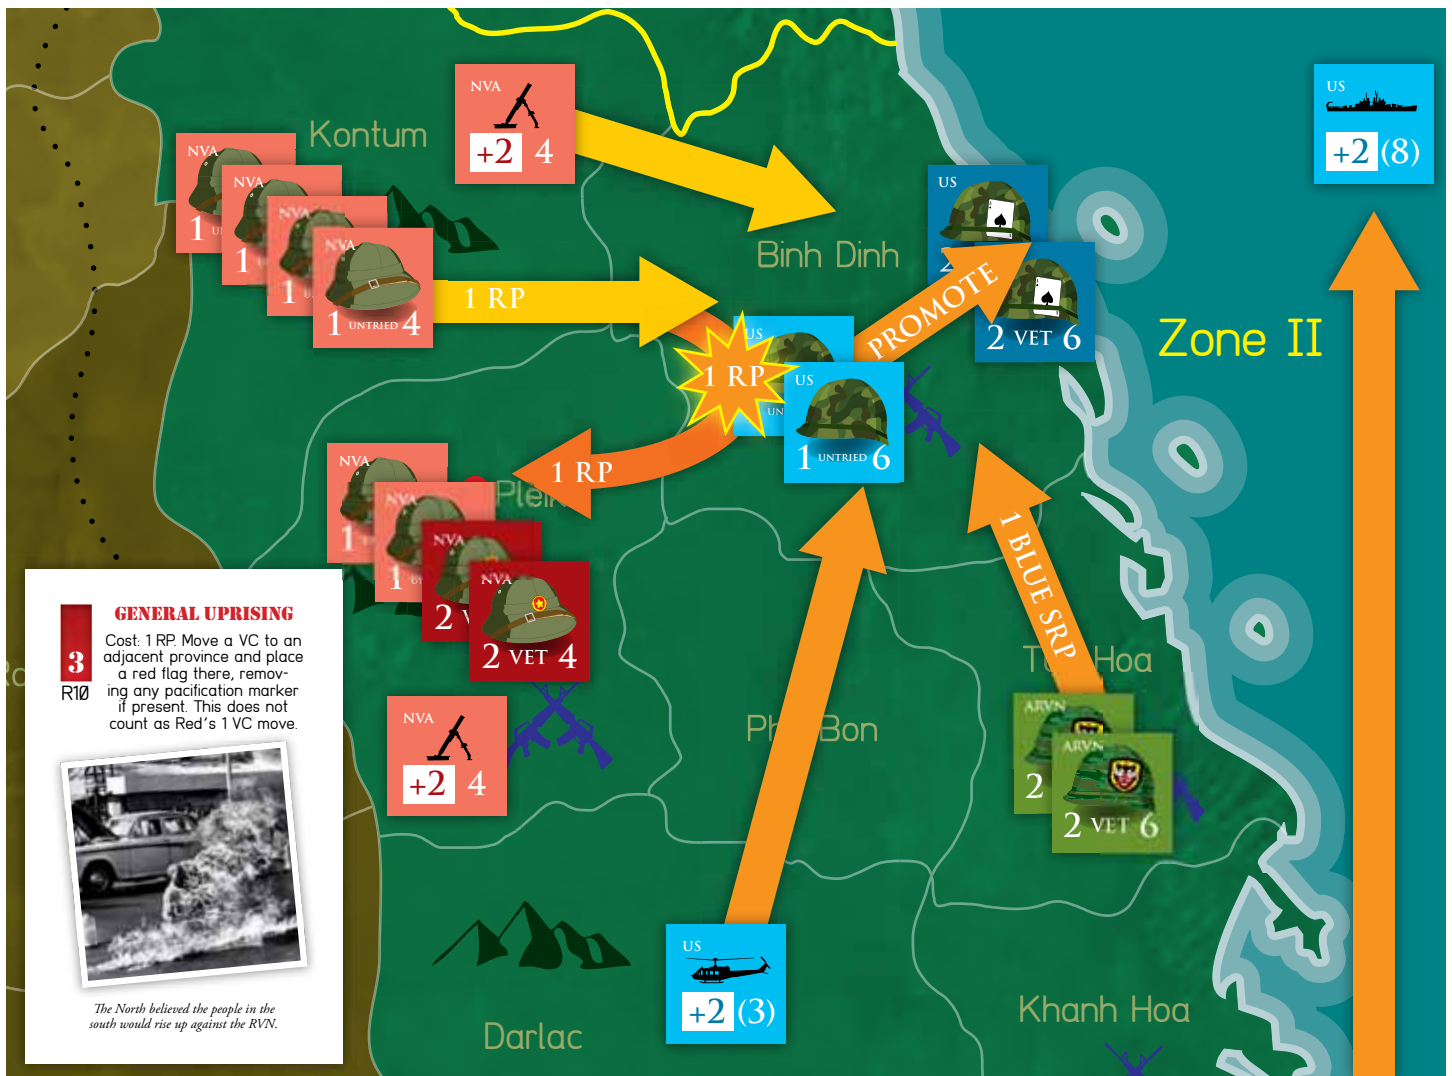 Kontum
NVA
+2 4
US
+2 (8)
NVA
1
NVA
1
NVA
1
NVA
1 UNTRIED 4
1 RP
Binh Dinh
US
2
2 VET 6
PROMOTE
Zone II
US
1 RP
US
1 UNTRIED 6
NVA
1
NVA
1
NVA
2
NVA
2 VET 4
1 RP
1 BLUE SRP
NVA
+2 4
Hoa
ARVN
2
ARVN
2 VET 6
Bon
US
+2 (3)
Darlac
Khanh Hoa
GENERAL UPRISING
3
R10
Cost: 1 RP. Move a VC to an
adjacent province and place
a red flag there, remov-
ing any pacification marker
if present. This does not
count as Red's 1 VC move.
The North believed the people in the
south would rise up against the RVN.